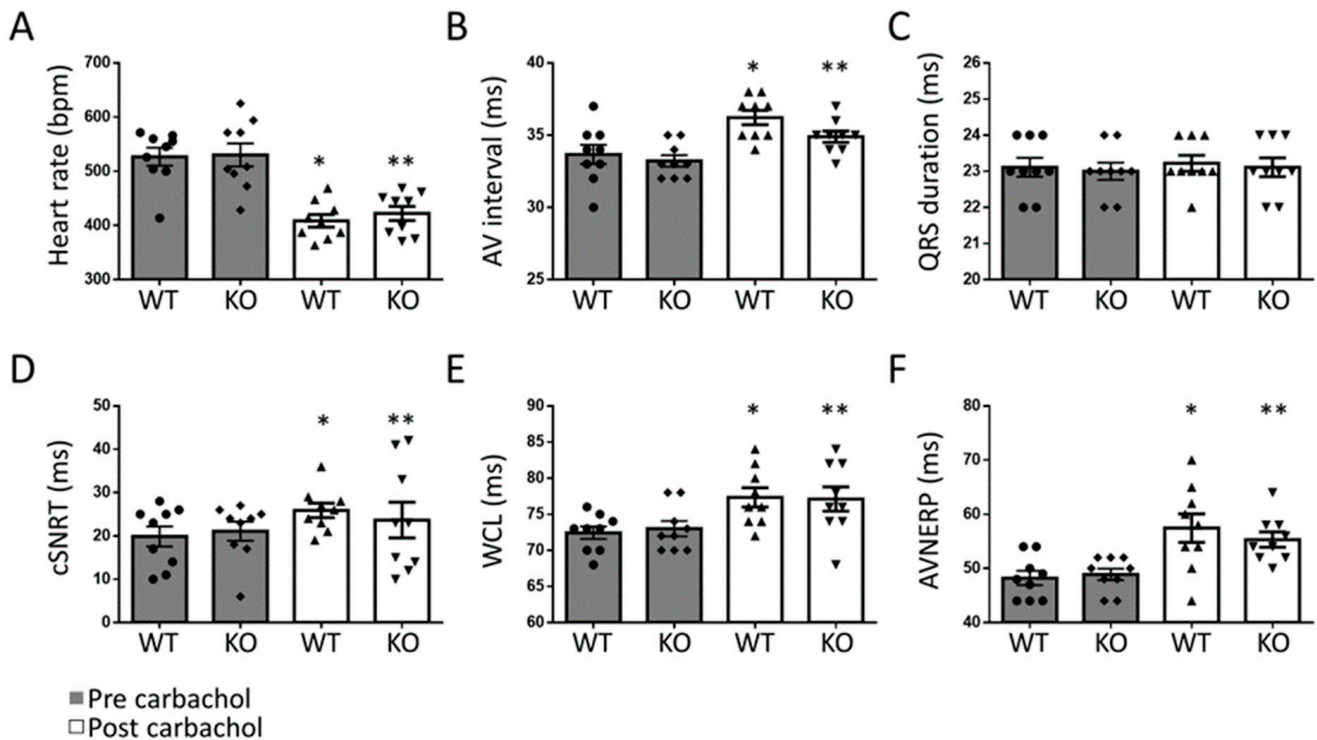 A
Heart rate (bpm)
700
600
500
400
300
* **
WT KO WT KO
B
AV interval (ms)
40
35
30
25
* **
WT KO WT KO
C
QRS duration (ms)
26
25
24
23
22
21
20
WT KO WT KO
D
cSNRT (ms)
50
40
30
20
10
0
* **
WT KO WT KO
E
WCL (ms)
90
85
80
75
70
65
60
* **
WT KO WT KO
F
AVNERP (ms)
80
70
60
50
40
* **
WT KO WT KO
Pre carbachol
Post carbachol